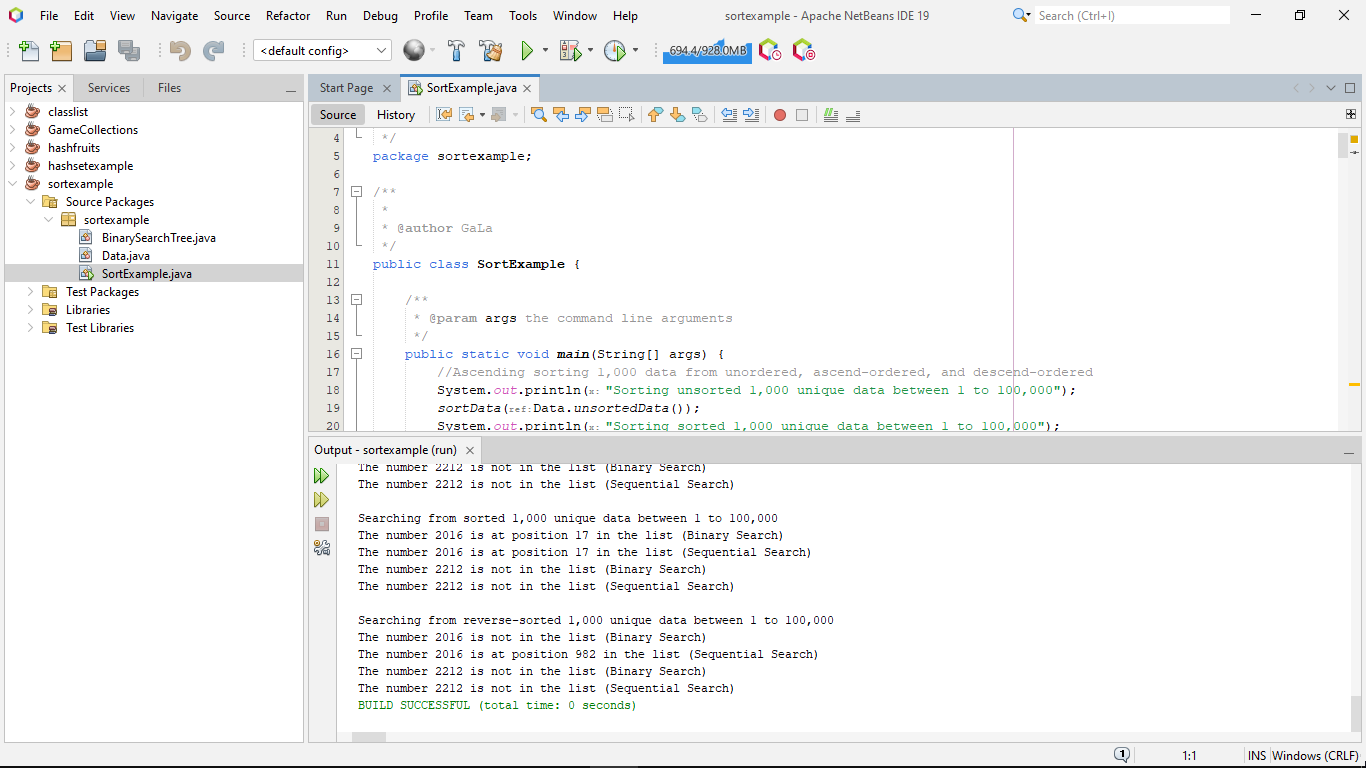 File Edit View Navigate Source Refactor Run Debug Profile Team Tools Window Help sortexample - Apache NetBeans IDE 19 Search (Ctrl+I)
<default config> 694.4/928.0MB
Projects Services Files
classlist
GameCollections
hashfruits
hashsetexample
sortexample
Source Packages
sortexample
BinarySearchTree.java
Data.java
SortExample.java
Test Packages
Libraries
Test Libraries
Start Page SortExample.java
Source History
4 */
5 package sortexample;
6
7 /**
8 *
9 * @author GaLa
10 */
11 public class SortExample {
12
13 /**
14 * @param args the command line arguments
15 */
16 public static void main(String[] args) {
17 //Ascending sorting 1,000 data from unordered, ascend-ordered, and descend-ordered
18 System.out.println(x: "Sorting unsorted 1,000 unique data between 1 to 100,000");
19 sortData(ref: Data.unsortedData());
20 System.out.println(x: "Sorting sorted 1,000 unique data between 1 to 100,000");
Output - sortexample (run)
The number 2212 is not in the list (Binary Search)
The number 2212 is not in the list (Sequential Search)
Searching from sorted 1,000 unique data between 1 to 100,000
The number 2016 is at position 17 in the list (Binary Search)
The number 2016 is at position 17 in the list (Sequential Search)
The number 2212 is not in the list (Binary Search)
The number 2212 is not in the list (Sequential Search)
Searching from reverse-sorted 1,000 unique data between 1 to 100,000
The number 2016 is not in the list (Binary Search)
The number 2016 is at position 982 in the list (Sequential Search)
The number 2212 is not in the list (Binary Search)
The number 2212 is not in the list (Sequential Search)
BUILD SUCCESSFUL (total time: 0 seconds)
1 1:1 INS Windows (CRLF)